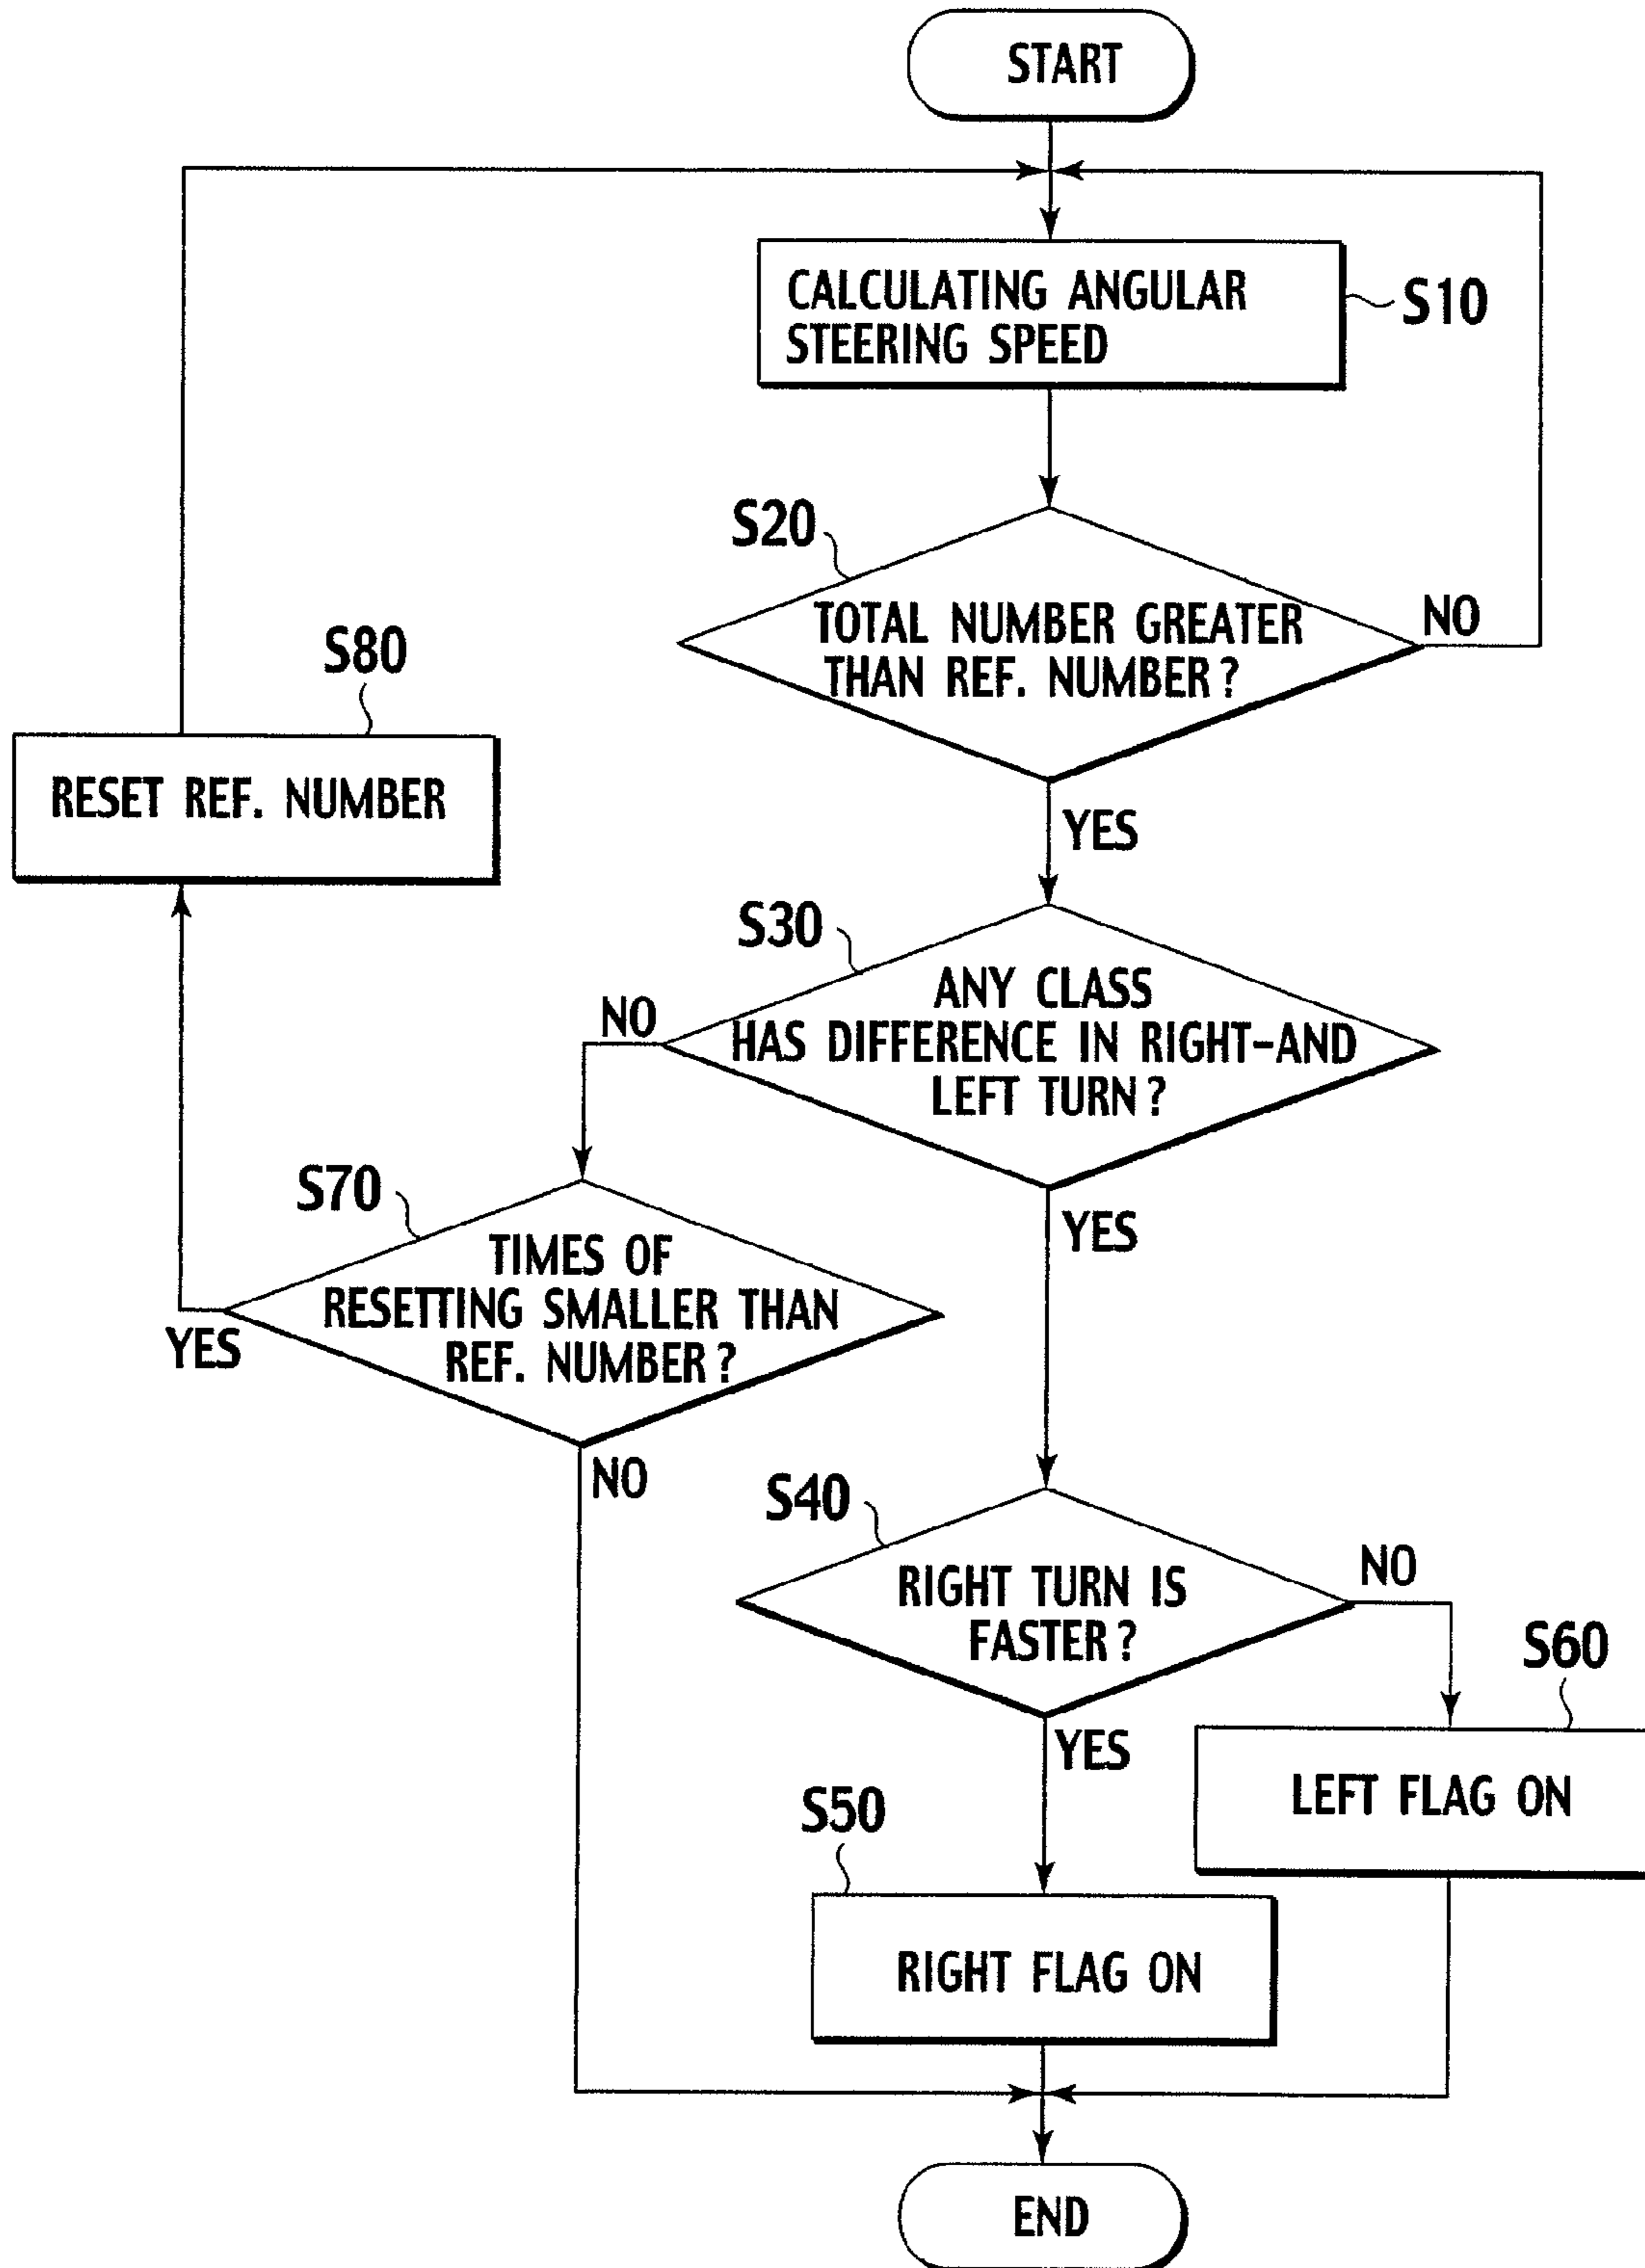 START
CALCULATING ANGULAR
STEERING SPEED
S10
S20
TOTAL NUMBER GREATER
THAN REF. NUMBER?
NO
YES
S80
RESET REF. NUMBER
S30
ANY CLASS
HAS DIFFERENCE IN RIGHT-AND
LEFT TURN?
NO
YES
S70
TIMES OF
RESETTING SMALLER THAN
REF. NUMBER?
YES
NO
S40
RIGHT TURN IS
FASTER?
NO
YES
S60
LEFT FLAG ON
S50
RIGHT FLAG ON
END